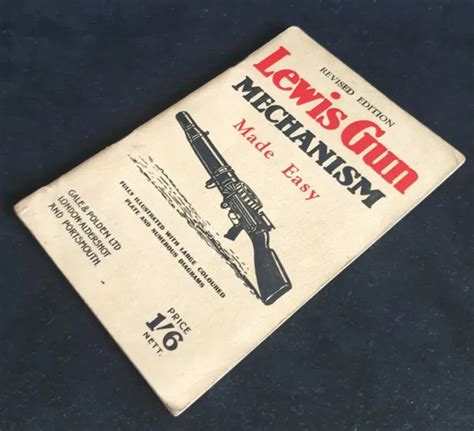 REVISED EDITION
Lewis Gun
MECHANISM
Made Easy
FULLY ILLUSTRATED WITH LARGE COLOURED
PLATE AND NUMEROUS DIAGRAMS
GALE & POLDEN LTD
LONDON·ALDERSHOT
AND PORTSMOUTH
PRICE
1/6
NETT.